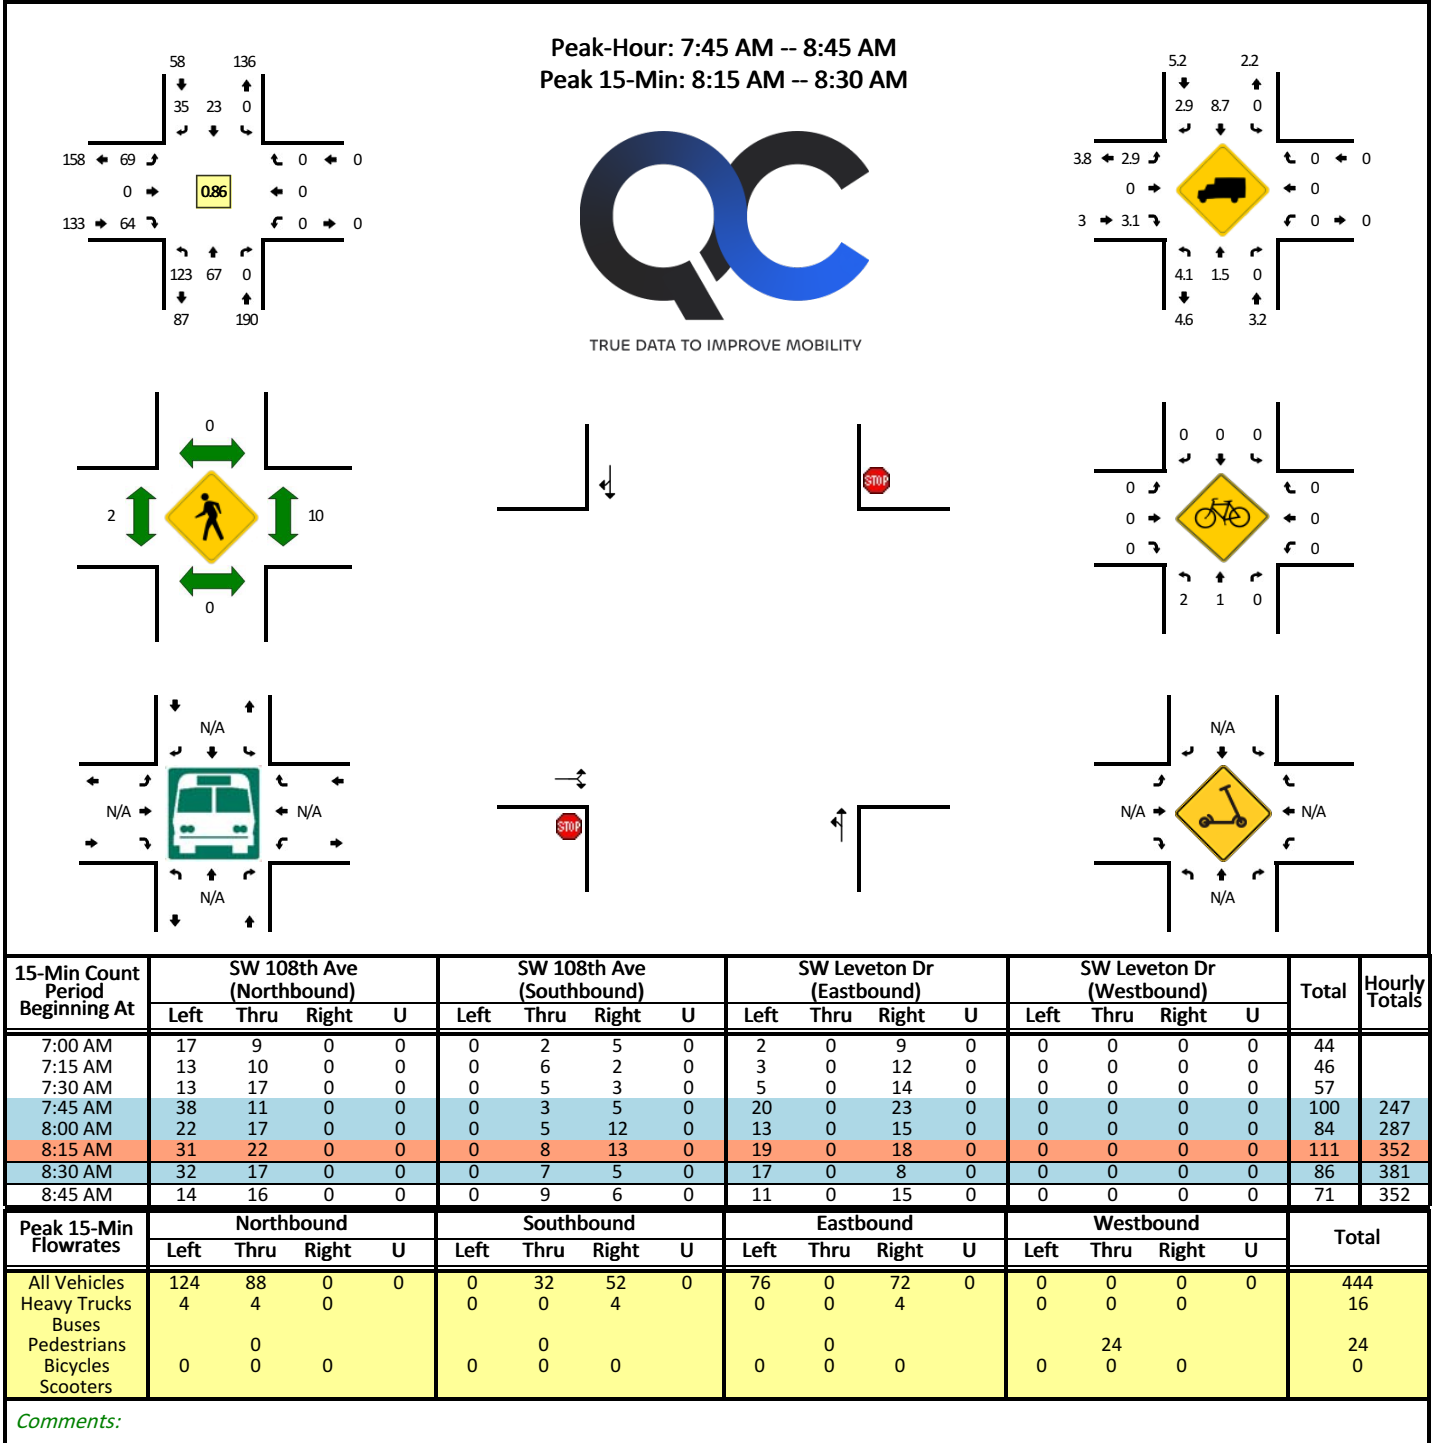 Peak-Hour: 7:45 AM -- 8:45 AM
Peak 15-Min: 8:15 AM -- 8:30 AM
58 136
35 23 0
158 69 0 0
0 0.86 0
133 64 0 0
123 67 0
87 190
TRUE DATA TO IMPROVE MOBILITY
5.2 2.2
2.9 8.7 0
3.8 2.9 0 0
0 0
3 3.1 0 0
4.1 1.5 0
4.6 3.2
0
2 10
0
STOP
STOP
0 0 0
0 0
0 0
0 0
2 1 0
N/A
N/A N/A
N/A
N/A
N/A N/A
N/A
15-Min Count Period Beginning At SW 108th Ave (Northbound) SW 108th Ave (Southbound) SW Leveton Dr (Eastbound) SW Leveton Dr (Westbound) Total Hourly Totals
Left Thru Right U Left Thru Right U Left Thru Right U Left Thru Right U
7:00 AM 17 9 0 0 0 2 5 0 2 0 9 0 0 0 0 0 44
7:15 AM 13 10 0 0 0 6 2 0 3 0 12 0 0 0 0 0 46
7:30 AM 13 17 0 0 0 5 3 0 5 0 14 0 0 0 0 0 57
7:45 AM 38 11 0 0 0 3 5 0 20 0 23 0 0 0 0 0 100 247
8:00 AM 22 17 0 0 0 5 12 0 13 0 15 0 0 0 0 0 84 287
8:15 AM 31 22 0 0 0 8 13 0 19 0 18 0 0 0 0 0 111 352
8:30 AM 32 17 0 0 0 7 5 0 17 0 8 0 0 0 0 0 86 381
8:45 AM 14 16 0 0 0 9 6 0 11 0 15 0 0 0 0 0 71 352
Peak 15-Min Flowrates Northbound Southbound Eastbound Westbound Total
Left Thru Right U Left Thru Right U Left Thru Right U Left Thru Right U
All Vehicles 124 88 0 0 0 32 52 0 76 0 72 0 0 0 0 0 444
Heavy Trucks 4 4 0 0 0 4 0 0 4 0 0 0 16
Buses
Pedestrians 0 0 0 24 24
Bicycles 0 0 0 0 0 0 0 0 0 0 0 0 0
Scooters
Comments: